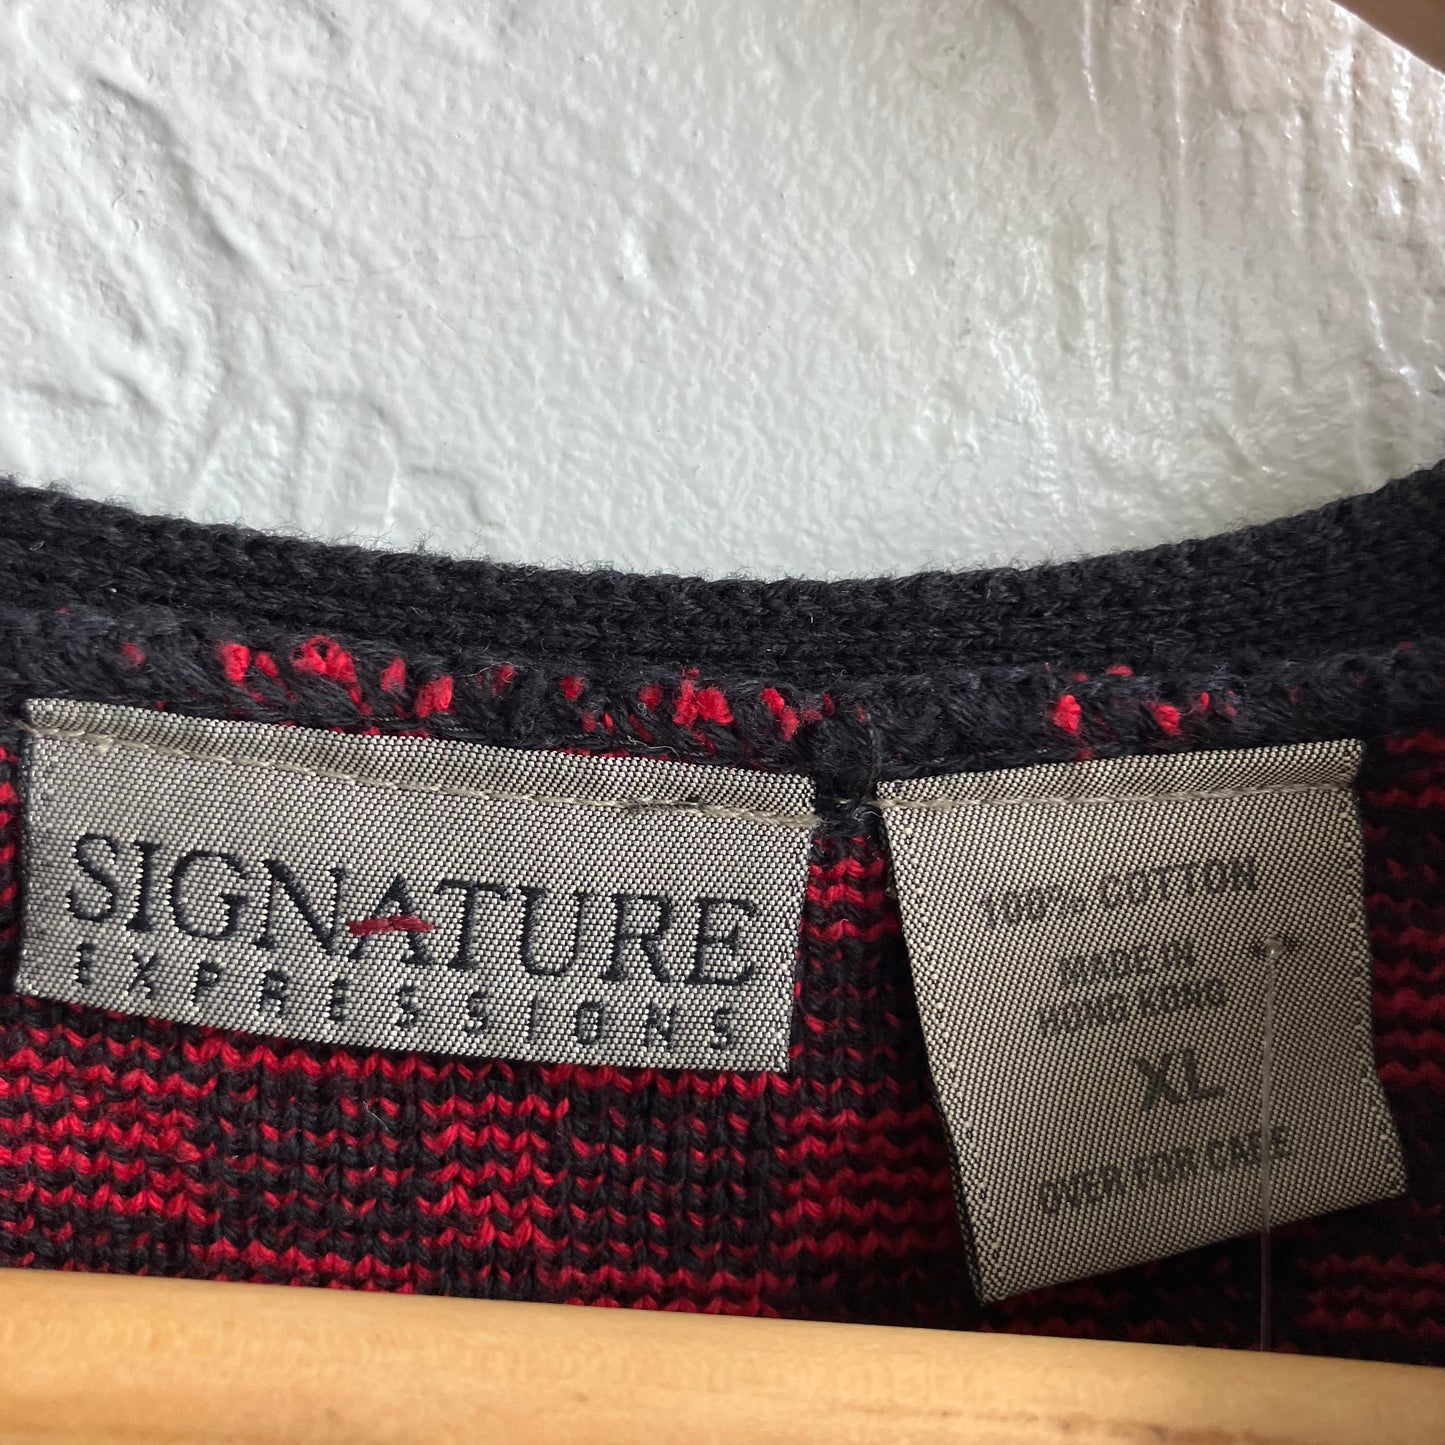 SIGNATURE
EXPRESSIONS
100% COTTON
MADE IN
HONG KONG
XL
OVER FOR CARE